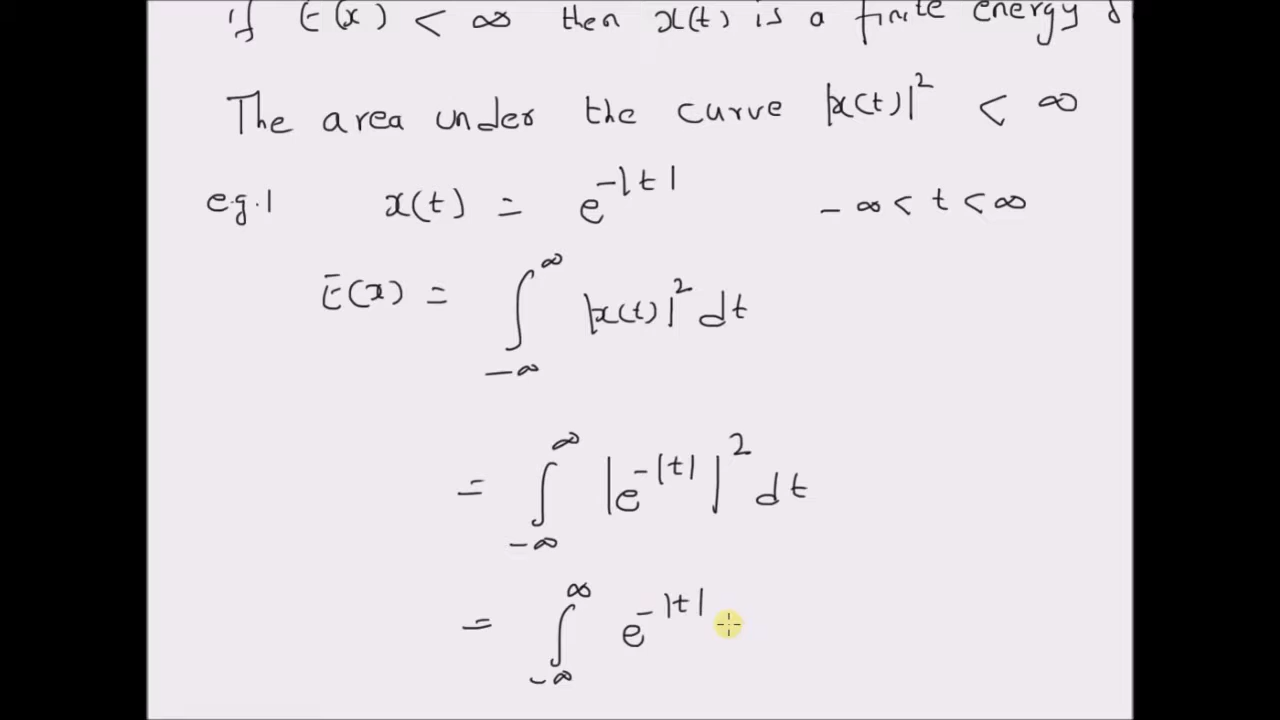 if E(x) < ∞ then x(t) is a finite energy
The area under the curve |x(t)|² < ∞
e.g.1 x(t) = e^{-|t|} -∞ < t < ∞
E(x) = ∫_{-∞}^{∞} |x(t)|² dt
= ∫_{-∞}^{∞} |e^{-|t|}|² dt
= ∫_{-∞}^{∞} e^{-|t|}